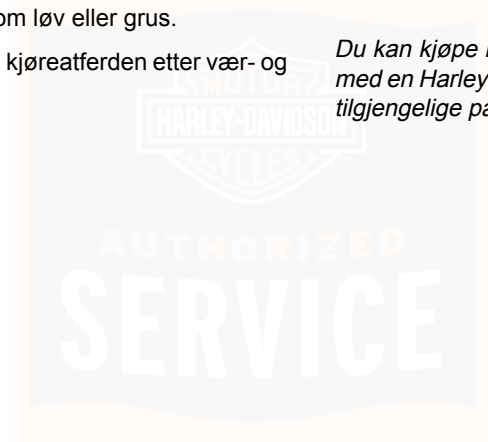 om løv eller grus.
kjøreatferden etter vær- og
Du kan kjøpe
med en Harley
tilgjengelige på
MOTOR
HARLEY-DAVIDSON
CYCLES
AUTHORIZED
SERVICE